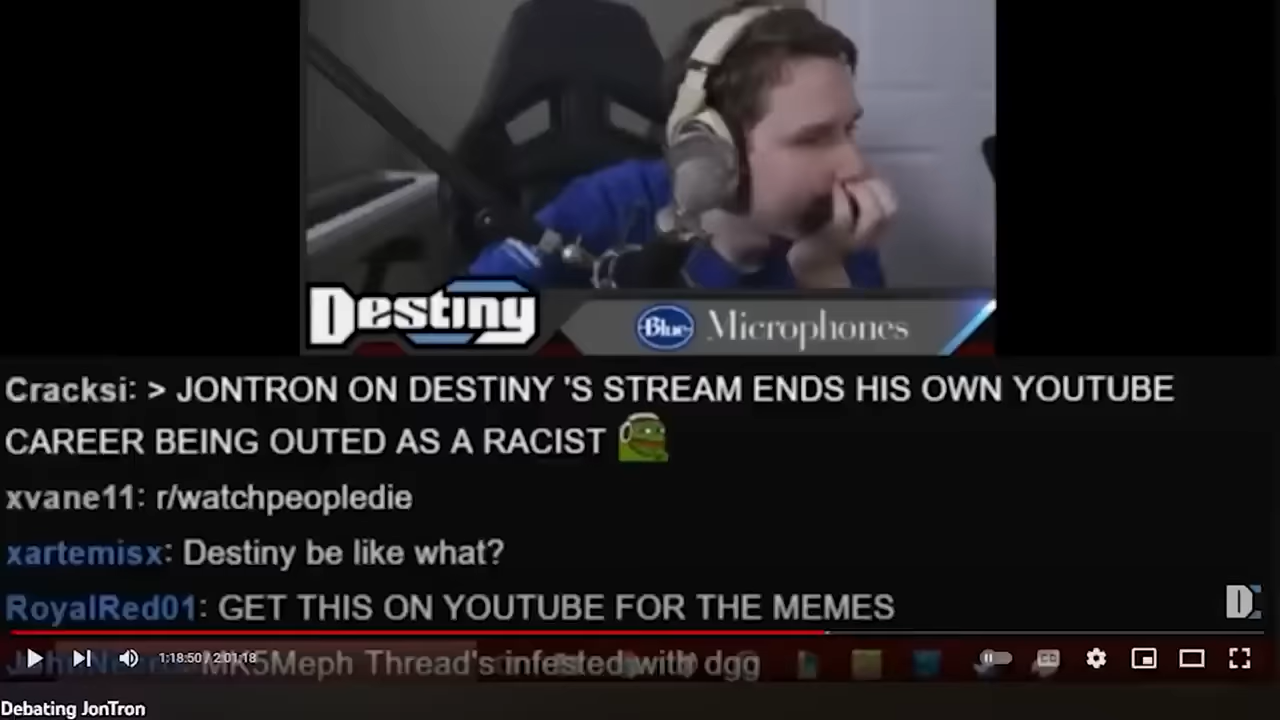 Destiny
Blue Microphones
Cracksi: > JONTRON ON DESTINY 'S STREAM ENDS HIS OWN YOUTUBE
CAREER BEING OUTED AS A RACIST
xvane11: r/watchpeopledie
xartemisx: Destiny be like what?
RoyalRed01: GET THIS ON YOUTUBE FOR THE MEMES
D:
MK5Meph Thread's infested with dgg
1:18:50 / 2:01:18
CC
Debating JonTron